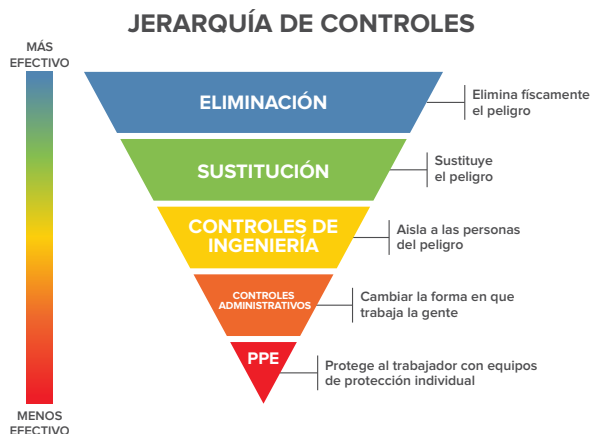 JERARQUÍA DE CONTROLES
MÁS
EFECTIVO
ELIMINACIÓN
Elimina físcamente
el peligro
SUSTITUCIÓN
Sustituye
el peligro
CONTROLES DE
INGENIERÍA
Aisla a las personas
del peligro
CONTROLES
ADMINISTRATIVOS
Cambiar la forma en que
trabaja la gente
PPE
Protege al trabajador con equipos
de protección individual
MENOS
EFECTIVO